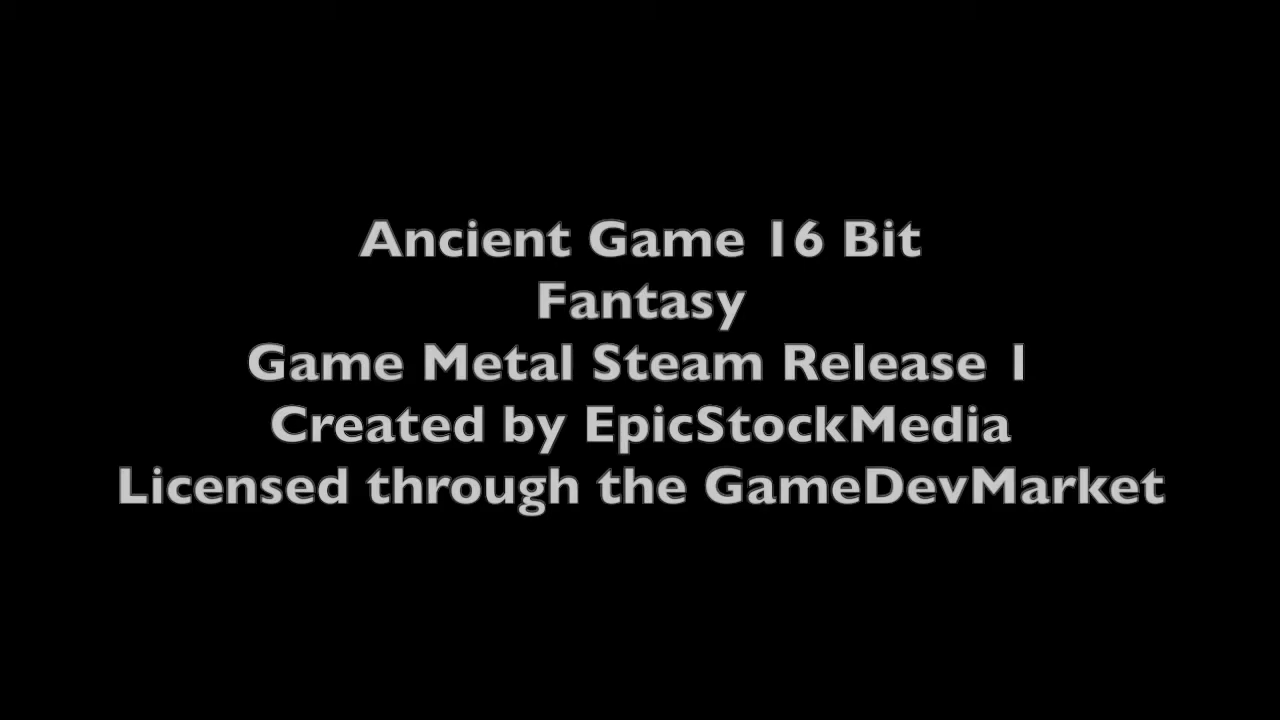 Ancient Game 16 Bit
Fantasy
Game Metal Steam Release 1
Created by EpicStockMedia
Licensed through the GameDevMarket